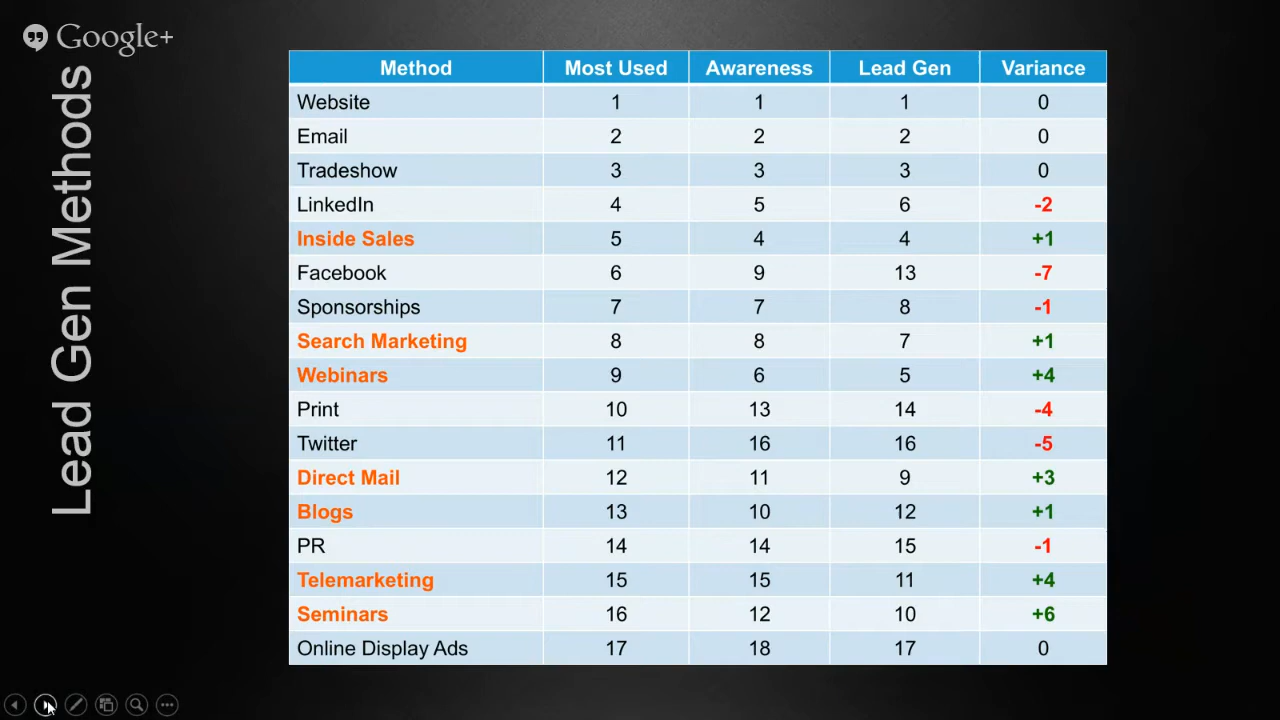 Google+
Lead Gen Methods
Method Most Used Awareness Lead Gen Variance
Website 1 1 1 0
Email 2 2 2 0
Tradeshow 3 3 3 0
LinkedIn 4 5 6 -2
Inside Sales 5 4 4 +1
Facebook 6 9 13 -7
Sponsorships 7 7 8 -1
Search Marketing 8 8 7 +1
Webinars 9 6 5 +4
Print 10 13 14 -4
Twitter 11 16 16 -5
Direct Mail 12 11 9 +3
Blogs 13 10 12 +1
PR 14 14 15 -1
Telemarketing 15 15 11 +4
Seminars 16 12 10 +6
Online Display Ads 17 18 17 0